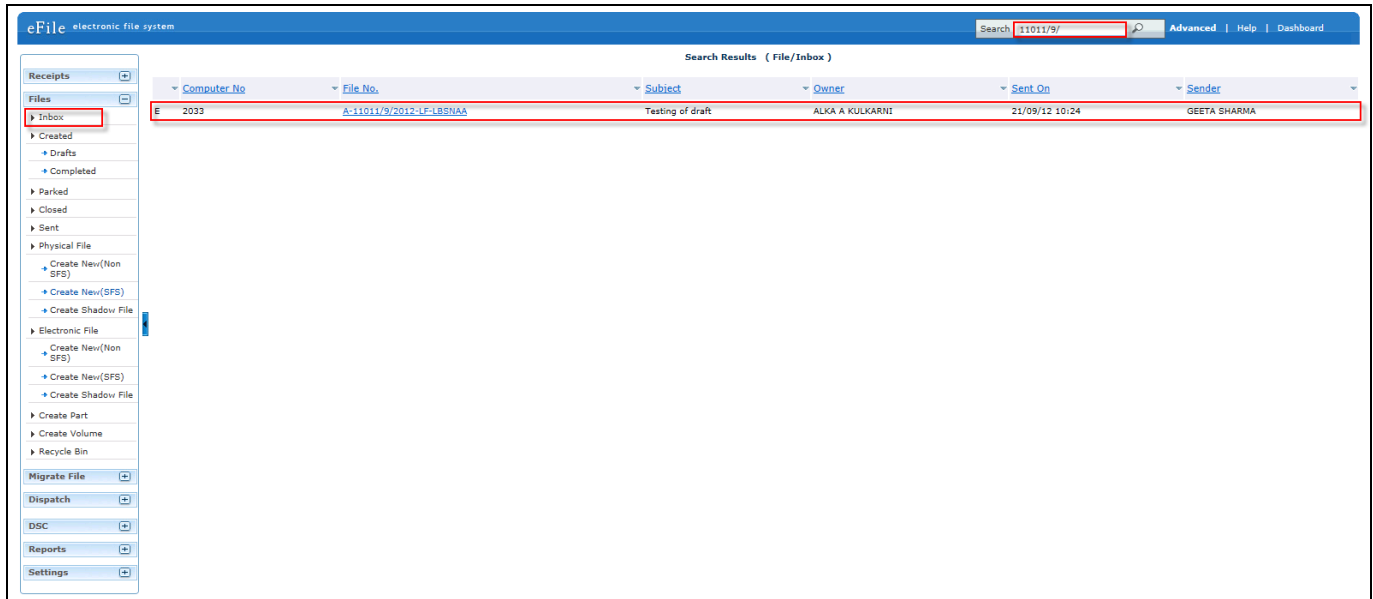 eFile electronic file system
Search 11011/9/ Advanced | Help | Dashboard
Search Results ( File/Inbox )
Computer No File No. Subject Owner Sent On Sender
E 2033 A-11011/9/2012-LF-LBSNAA Testing of draft ALKA A KULKARNI 21/09/12 10:24 GEETA SHARMA
Receipts
Files
Inbox
Created
Drafts
Completed
Parked
Closed
Sent
Physical File
Create New(Non
SFS)
Create New(SFS)
Create Shadow File
Electronic File
Create New(Non
SFS)
Create New(SFS)
Create Shadow File
Create Part
Create Volume
Recycle Bin
Migrate File
Dispatch
DSC
Reports
Settings